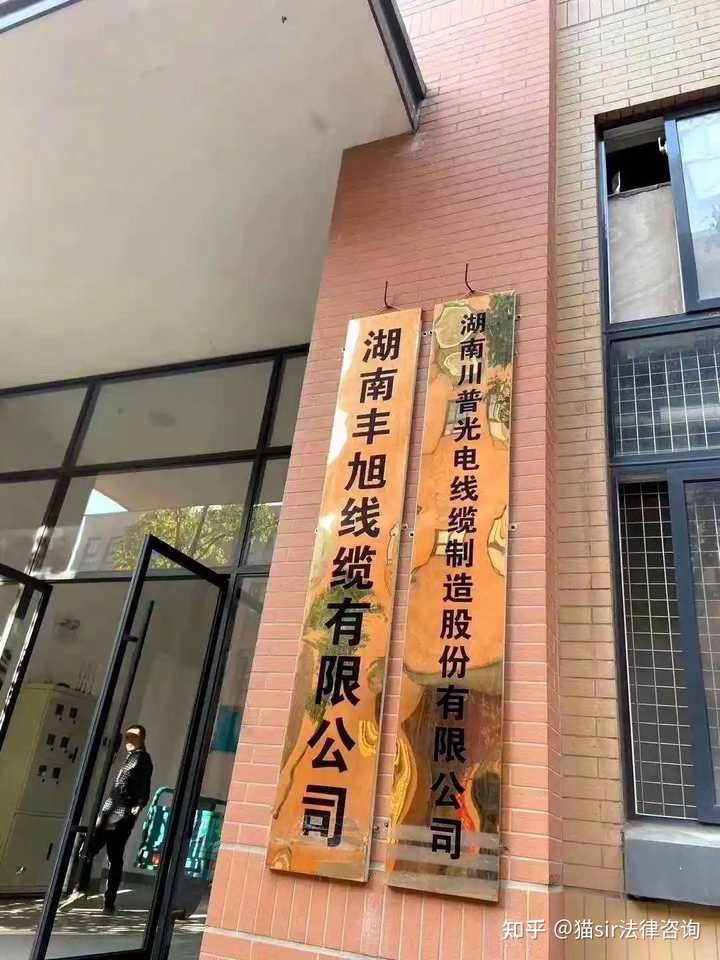 湖南丰旭线缆有限公司
湖南川普光电线缆制造股份有限公司
知乎 @猫sir法律咨询